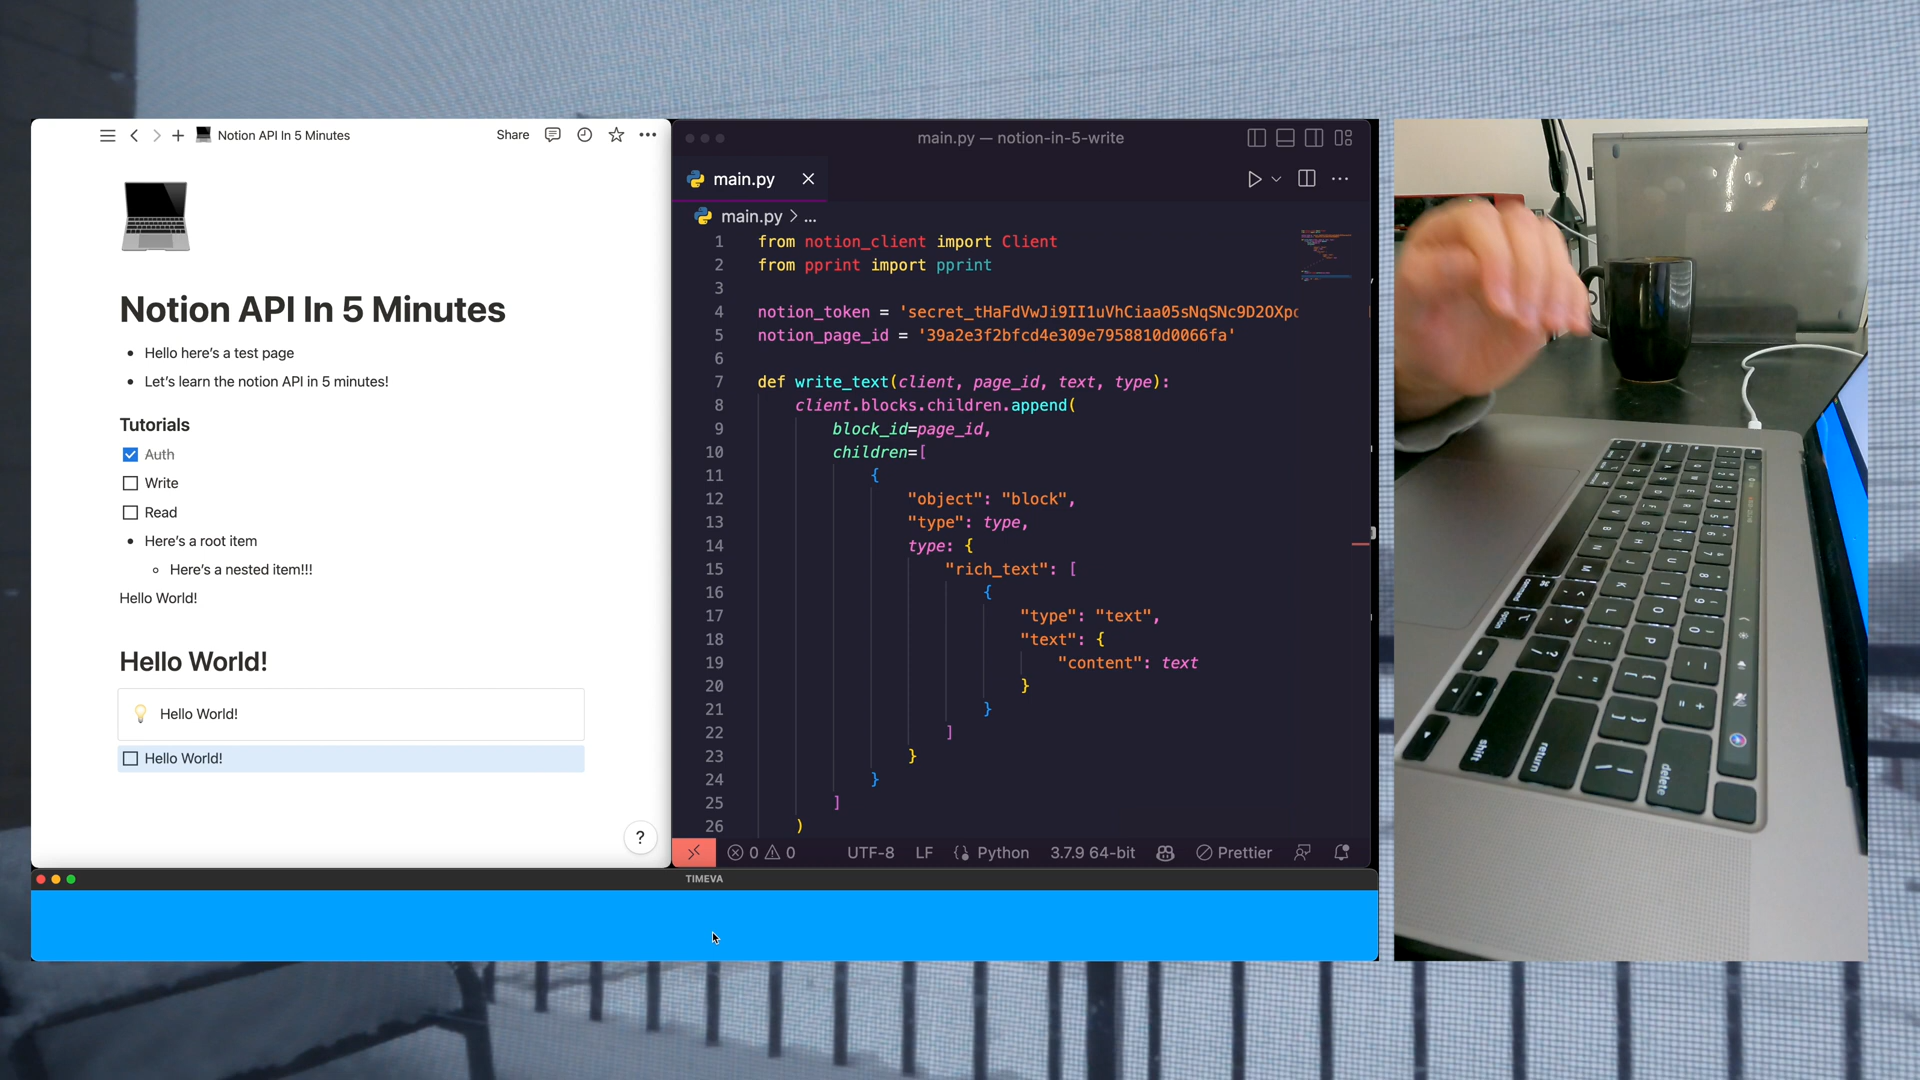 Notion API In 5 Minutes
Share
Notion API In 5 Minutes
Hello here's a test page
Let's learn the notion API in 5 minutes!
Tutorials
Auth
Write
Read
Here's a root item
Here's a nested item!!!
Hello World!
Hello World!
Hello World!
Hello World!
?
main.py — notion-in-5-write
main.py
main.py > ...
1 from notion_client import Client
2 from pprint import pprint
3
4 notion_token = 'secret_tHaFdVwJi9II1uVhCiaa05sNqSNc9D2OXpc
5 notion_page_id = '39a2e3f2bfcd4e309e7958810d0066fa'
6
7 def write_text(client, page_id, text, type):
8 client.blocks.children.append(
9 block_id=page_id,
10 children=[
11 {
12 "object": "block",
13 "type": type,
14 type: {
15 "rich_text": [
16 {
17 "type": "text",
18 "text": {
19 "content": text
20 }
21 }
22 ]
23 }
24 }
25 ]
26 )
0 0 UTF-8 LF {} Python 3.7.9 64-bit Prettier
TIMEVA
command
option
shift
return
delete